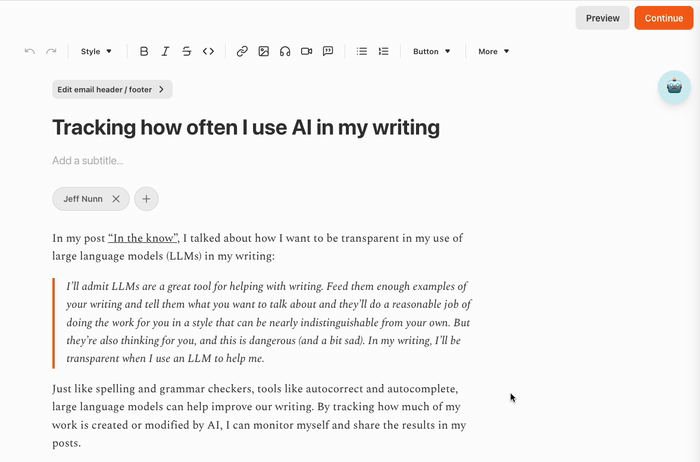 Preview Continue
Style B I S <> Button More
Edit email header / footer
Tracking how often I use AI in my writing
Add a subtitle...
Jeff Nunn
In my post “In the know”, I talked about how I want to be transparent in my use of
large language models (LLMs) in my writing:
I’ll admit LLMs are a great tool for helping with writing. Feed them enough examples of
your writing and tell them what you want to talk about and they’ll do a reasonable job of
doing the work for you in a style that can be nearly indistinguishable from your own. But
they’re also thinking for you, and this is dangerous (and a bit sad). In my writing, I’ll be
transparent when I use an LLM to help me.
Just like spelling and grammar checkers, tools like autocorrect and autocomplete,
large language models can help improve our writing. By tracking how much of my
work is created or modified by AI, I can monitor myself and share the results in my
posts.